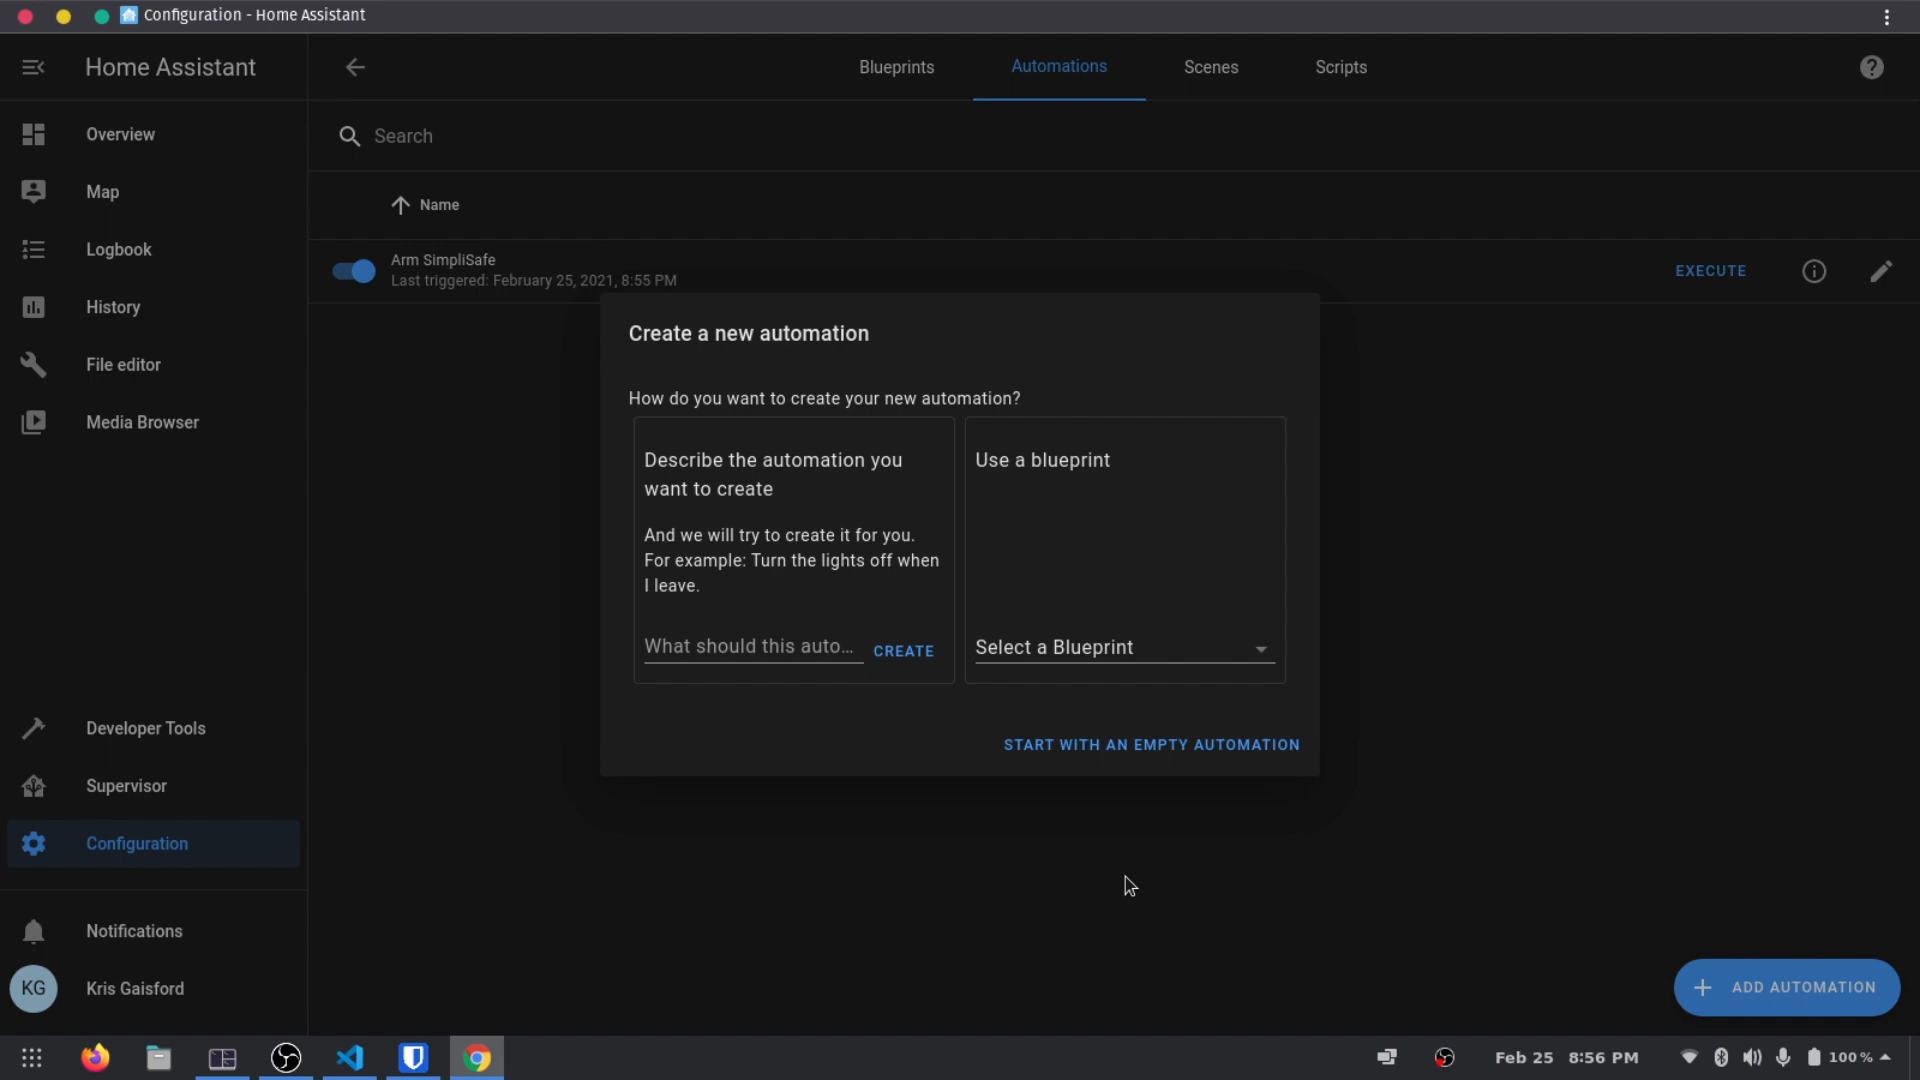 Configuration - Home Assistant
Home Assistant
Blueprints
Automations
Scenes
Scripts
Overview
Map
Logbook
History
File editor
Media Browser
Developer Tools
Supervisor
Configuration
Notifications
KG
Kris Gaisford
Search
Name
Arm SimpliSafe
Last triggered: February 25, 2021, 8:55 PM
EXECUTE
Create a new automation
How do you want to create your new automation?
Describe the automation you
want to create
And we will try to create it for you.
For example: Turn the lights off when
I leave.
What should this auto...
CREATE
Use a blueprint
Select a Blueprint
START WITH AN EMPTY AUTOMATION
ADD AUTOMATION
Feb 25 8:56 PM
100 %